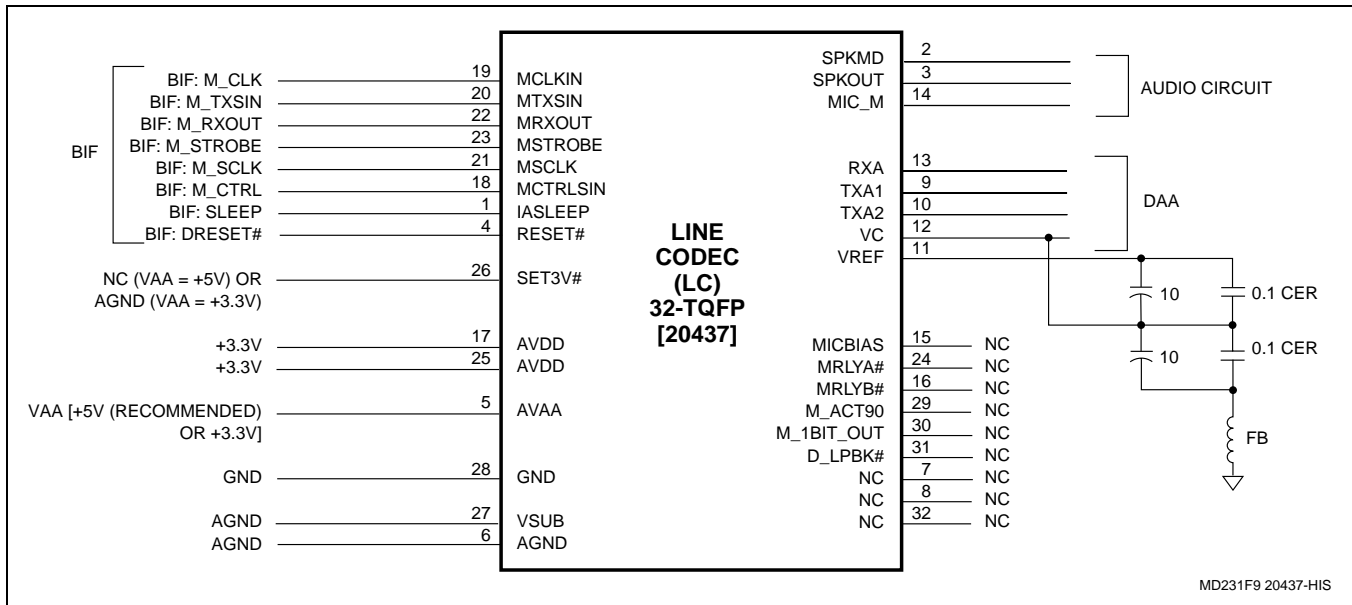 BIF
BIF: M_CLK 19 MCLKIN
BIF: M_TXSIN 20 MTXSIN
BIF: M_RXOUT 22 MRXOUT
BIF: M_STROBE 23 MSTROBE
BIF: M_SCLK 21 MSCLK
BIF: M_CTRL 18 MCTRLSIN
BIF: SLEEP 1 IASLEEP
BIF: DRESET# 4 RESET#
NC (VAA = +5V) OR 26 SET3V#
AGND (VAA = +3.3V)
+3.3V 17 AVDD
+3.3V 25 AVDD
VAA [+5V (RECOMMENDED) 5 AVAA
OR +3.3V]
GND 28 GND
AGND 27 VSUB
AGND 6 AGND
LINE
CODEC
(LC)
32-TQFP
[20437]
SPKMD 2
SPKOUT 3
MIC_M 14
AUDIO CIRCUIT
RXA 13
TXA1 9
TXA2 10
VC 12
VREF 11
DAA
10 0.1 CER
10 0.1 CER
FB
MICBIAS 15 NC
MRLYA# 24 NC
MRLYB# 16 NC
M_ACT90 29 NC
M_1BIT_OUT 30 NC
D_LPBK# 31 NC
NC 7 NC
NC 8 NC
NC 32 NC
MD231F9 20437-HIS